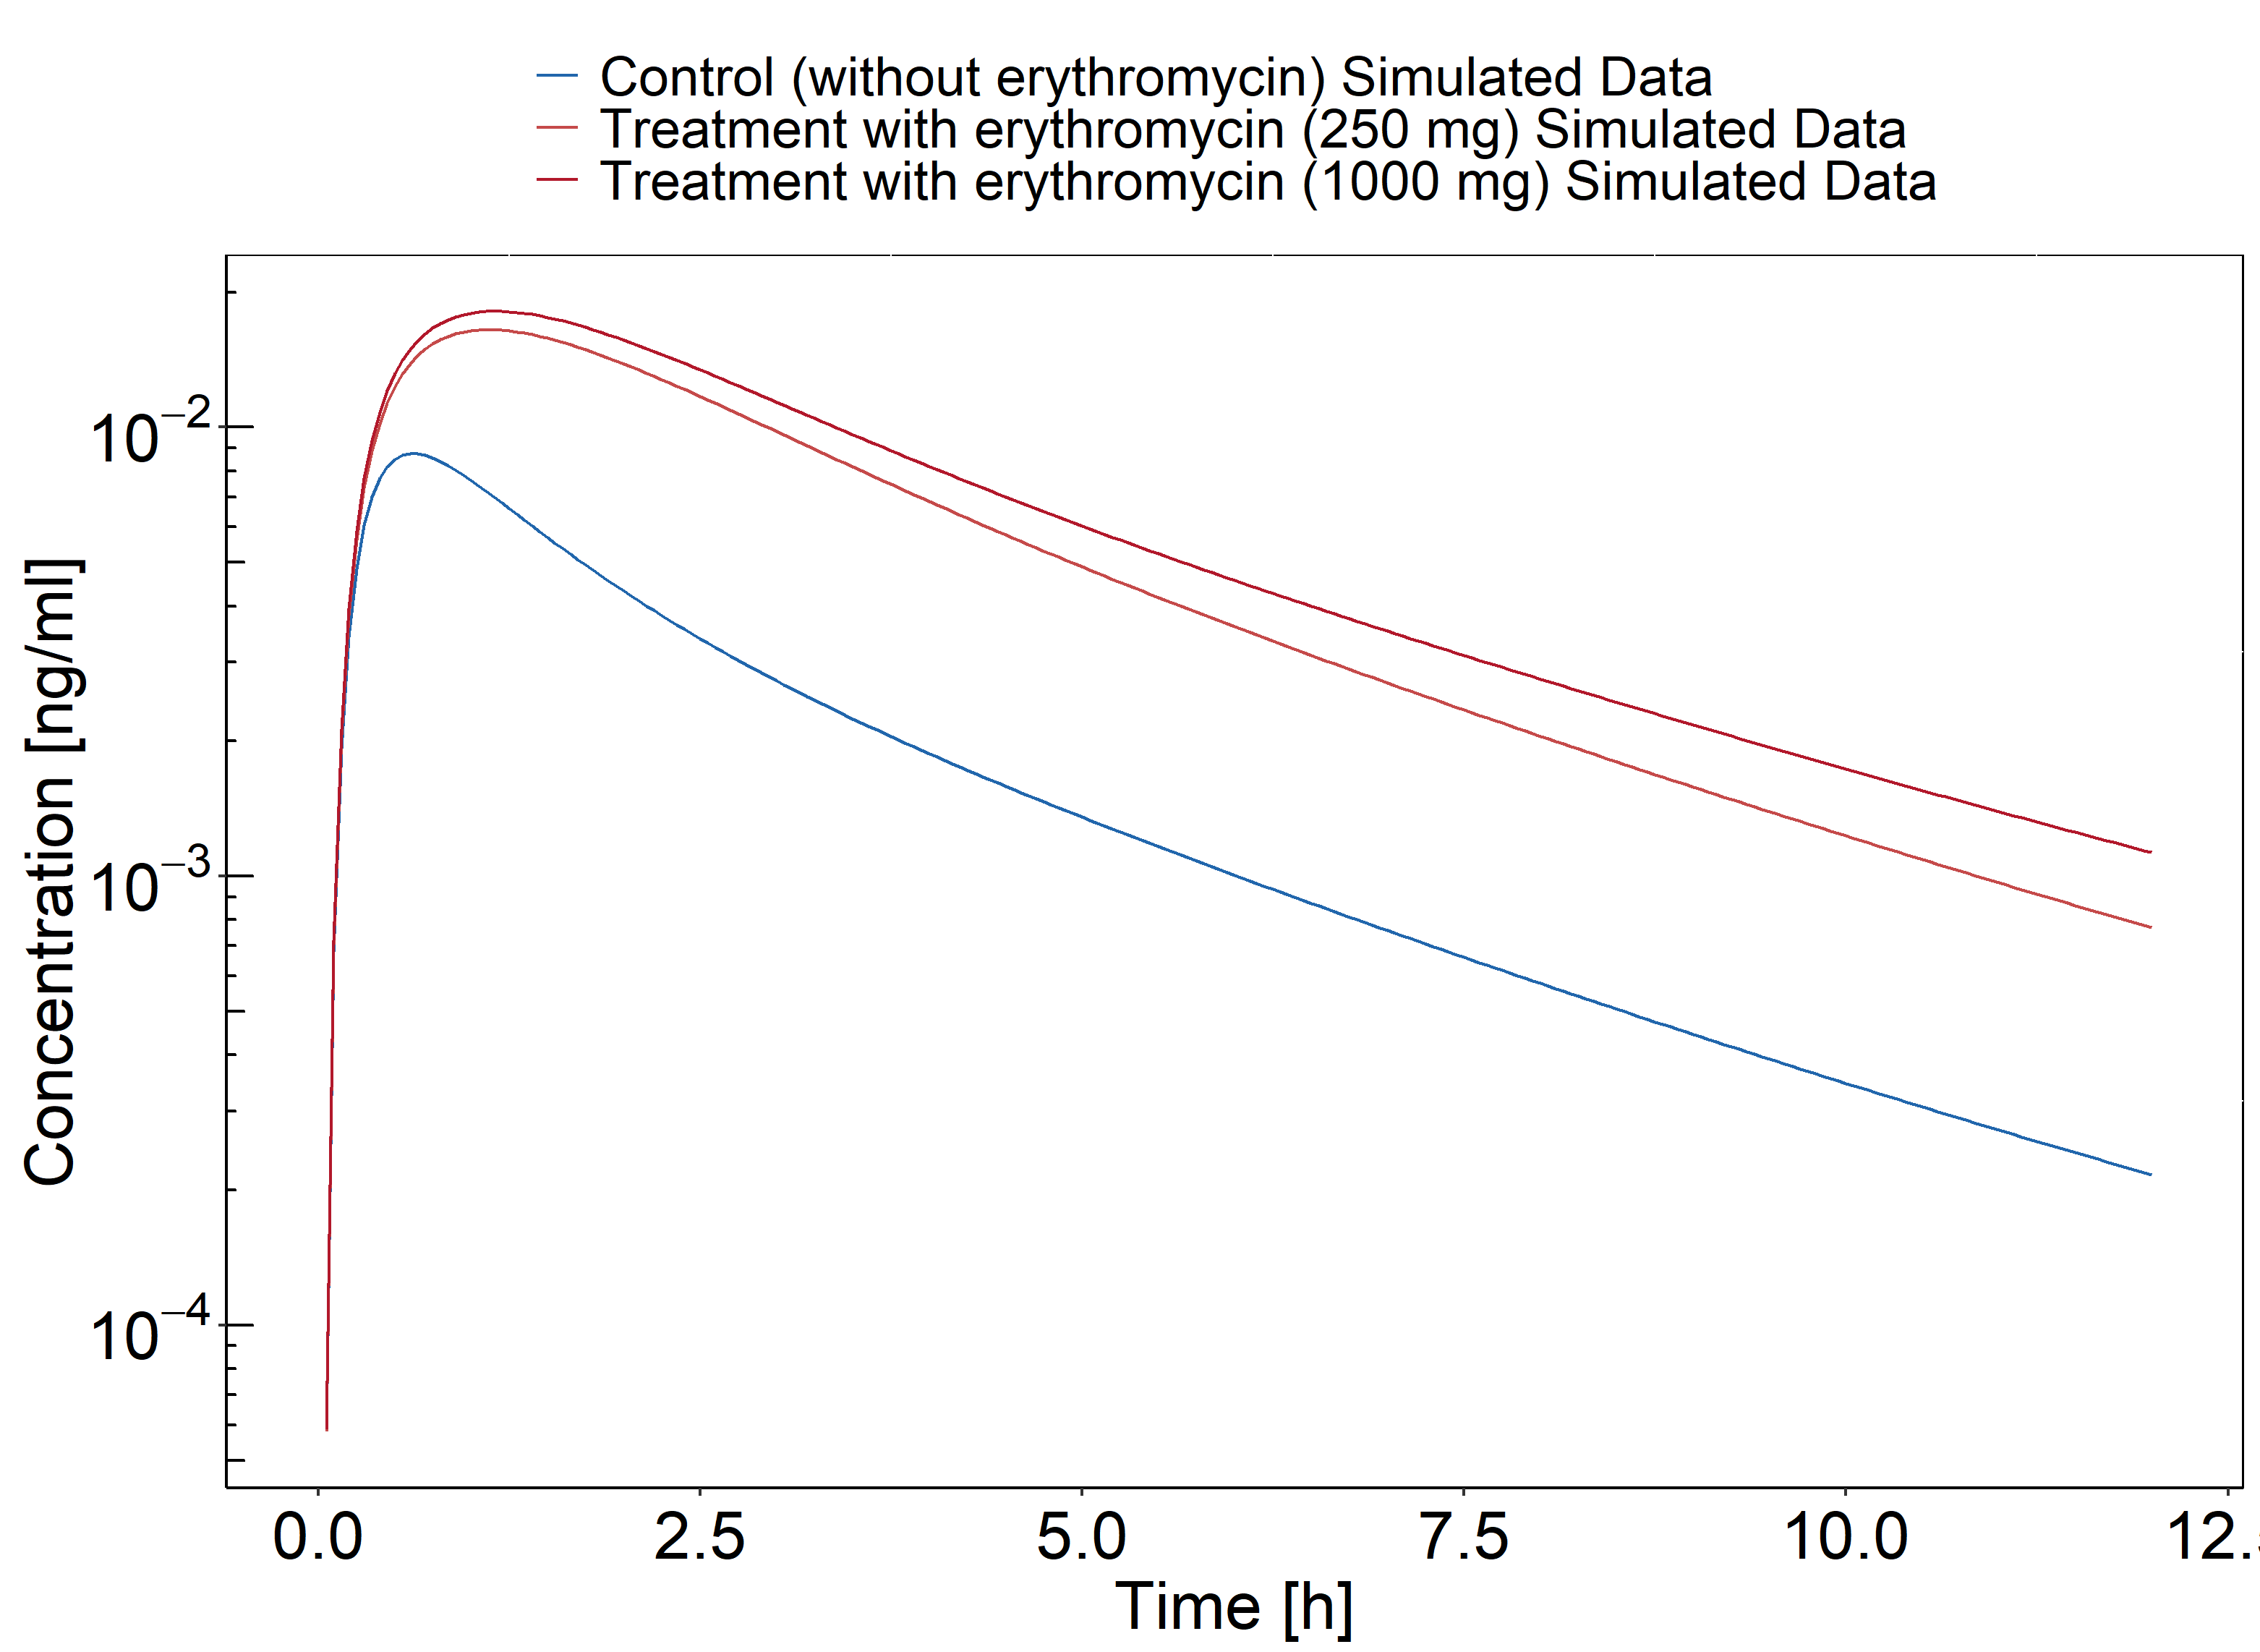 Control (without erythromycin) Simulated Data
Treatment with erythromycin (250 mg) Simulated Data
Treatment with erythromycin (1000 mg) Simulated Data
Concentration [ng/ml]
10⁻²
10⁻³
10⁻⁴
0.0 2.5 5.0 7.5 10.0 12.
Time [h]